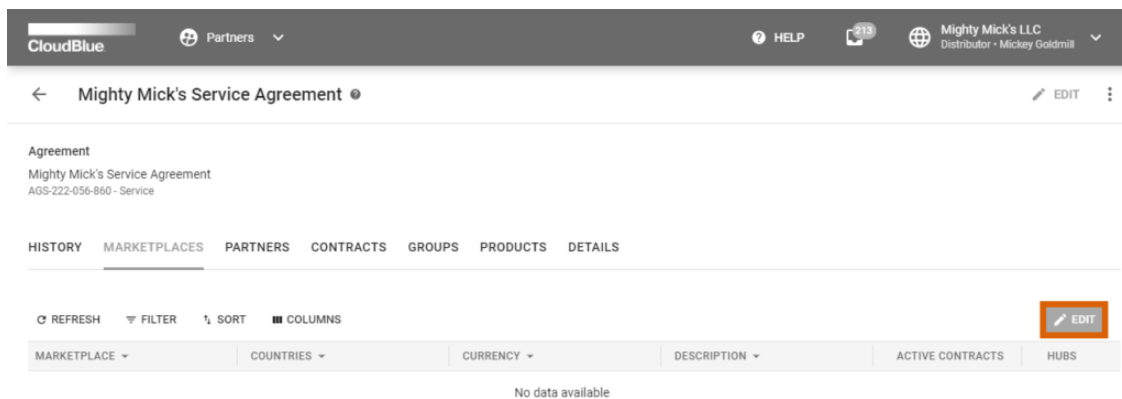 CloudBlue
Partners
HELP
213
Mighty Mick's LLC
Distributor • Mickey Goldmill
Mighty Mick's Service Agreement
EDIT
Agreement
Mighty Mick's Service Agreement
AGS-222-056-860 - Service
HISTORY MARKETPLACES PARTNERS CONTRACTS GROUPS PRODUCTS DETAILS
REFRESH FILTER SORT COLUMNS EDIT
MARKETPLACE COUNTRIES CURRENCY DESCRIPTION ACTIVE CONTRACTS HUBS
No data available